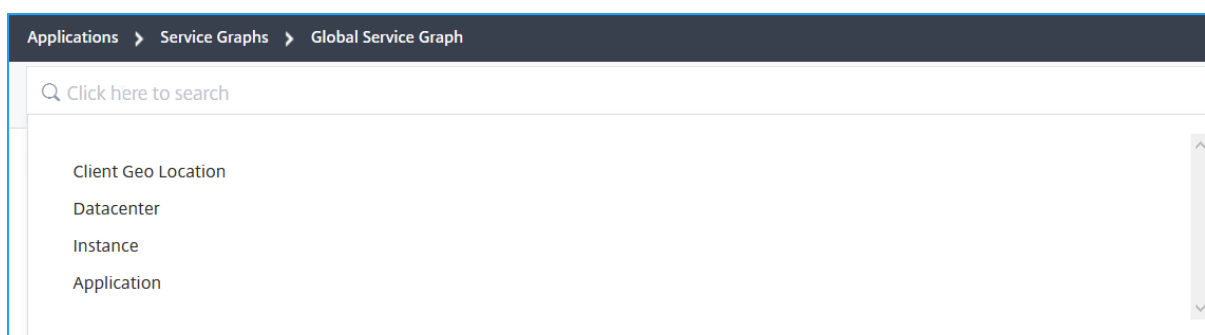 Applications > Service Graphs > Global Service Graph
Click here to search
Client Geo Location
Datacenter
Instance
Application